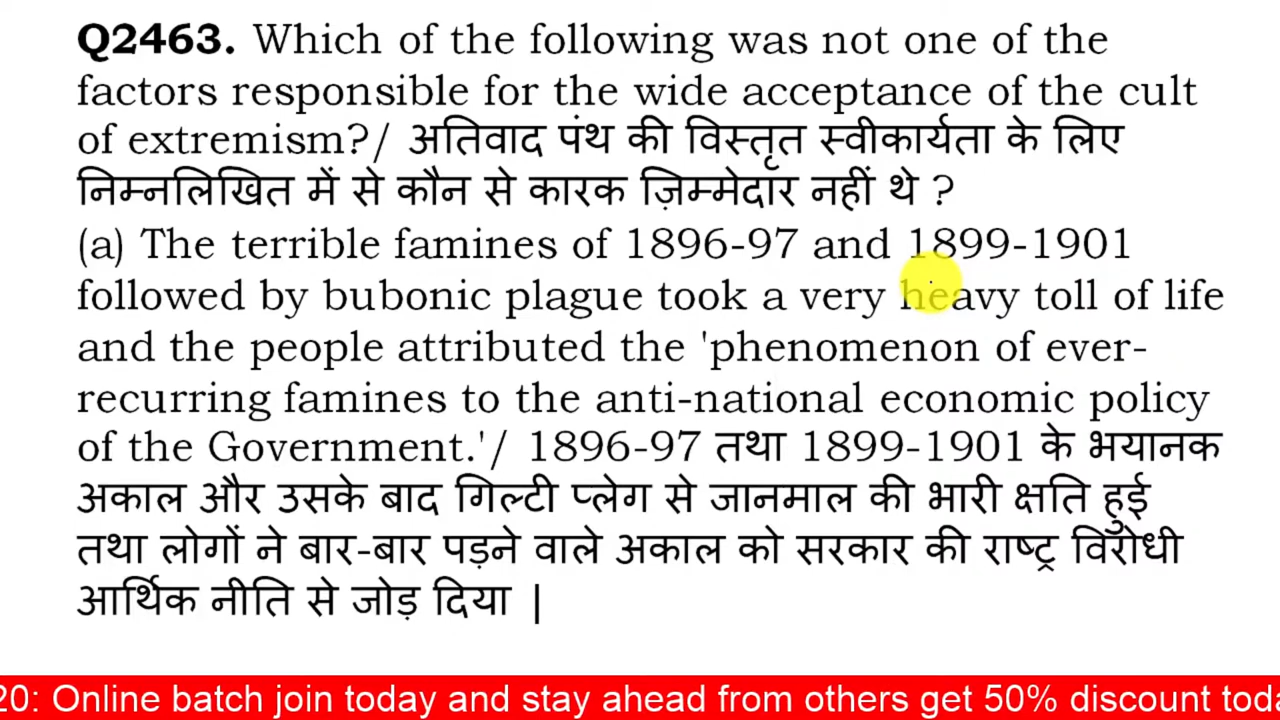 Q2463. Which of the following was not one of the
factors responsible for the wide acceptance of the cult
of extremism?/ अतिवाद पंथ की विस्तृत स्वीकार्यता के लिए
निम्नलिखित में से कौन से कारक ज़िम्मेदार नहीं थे ?
(a) The terrible famines of 1896-97 and 1899-1901
followed by bubonic plague took a very heavy toll of life
and the people attributed the 'phenomenon of ever-
recurring famines to the anti-national economic policy
of the Government.'/ 1896-97 तथा 1899-1901 के भयानक
अकाल और उसके बाद गिल्टी प्लेग से जानमाल की भारी क्षति हुई
तथा लोगों ने बार-बार पड़ने वाले अकाल को सरकार की राष्ट्र विरोधी
आर्थिक नीति से जोड़ दिया |
20: Online batch join today and stay ahead from others get 50% discount toda